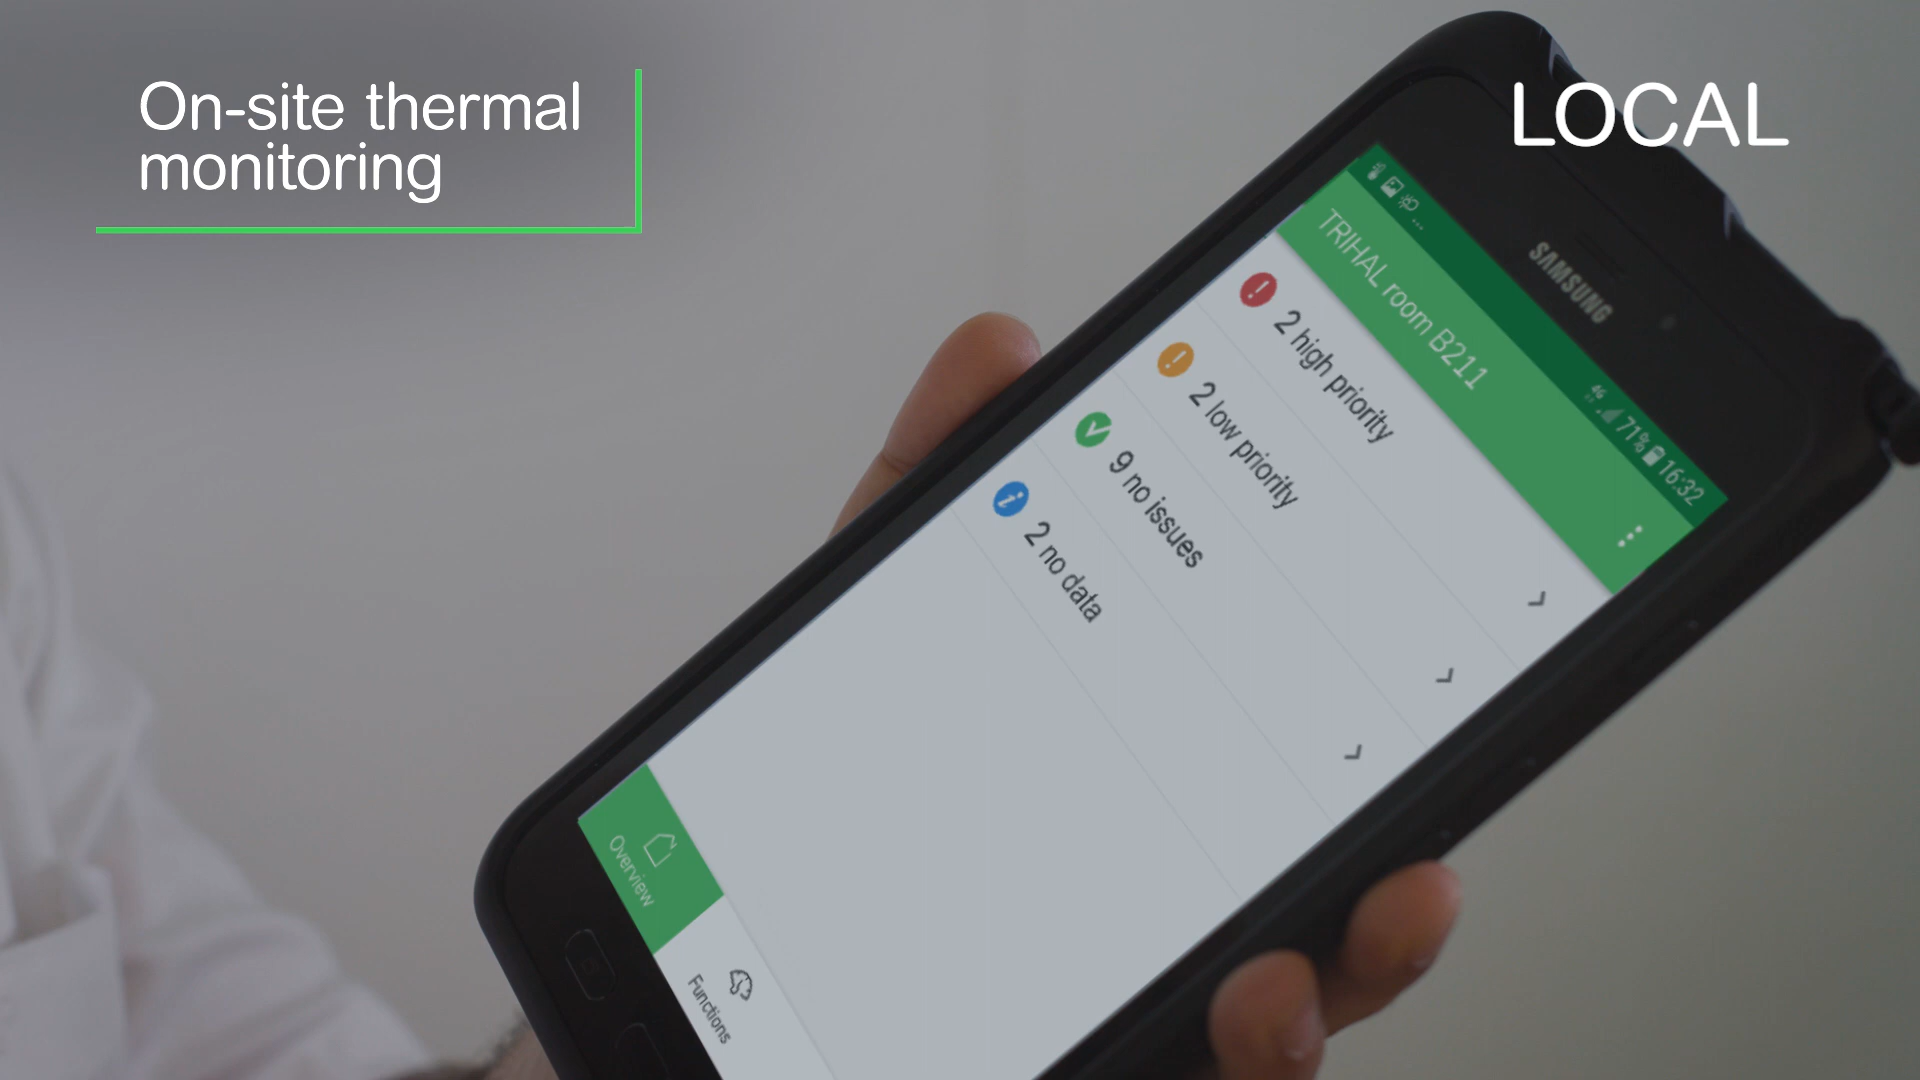 On-site thermal
monitoring
LOCAL
SAMSUNG
4G 71% 16:32
TRIHAL room B211
2 high priority
2 low priority
9 no issues
2 no data
Overview
Functions